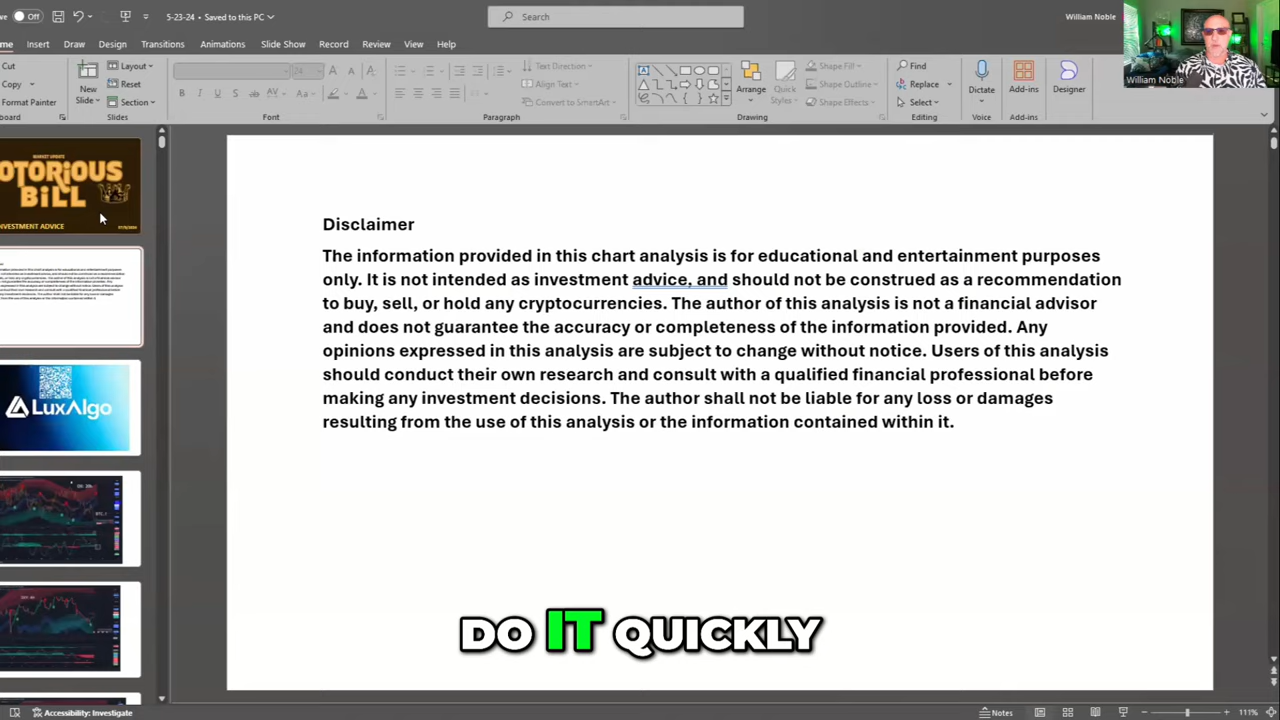 Off
5-23-24 • Saved to this PC
Search
William Noble
Insert
Draw
Design
Transitions
Animations
Slide Show
Record
Review
View
Help
Cut
Copy
Format Painter
New
Slide
Layout
Reset
Section
Slides
24
Font
Paragraph
Text Direction
Align Text
Convert to SmartArt
Arrange
Quick
Styles
Shape Fill
Shape Outline
Shape Effects
Drawing
Find
Replace
Select
Editing
Dictate
Voice
Add-ins
Add-ins
Designer
William Noble
MARKET UPDATE
BILL
INVESTMENT ADVICE
LuxAlgo
Disclaimer
The information provided in this chart analysis is for educational and entertainment purposes
only. It is not intended as investment advice, and should not be construed as a recommendation
to buy, sell, or hold any cryptocurrencies. The author of this analysis is not a financial advisor
and does not guarantee the accuracy or completeness of the information provided. Any
opinions expressed in this analysis are subject to change without notice. Users of this analysis
should conduct their own research and consult with a qualified financial professional before
making any investment decisions. The author shall not be liable for any loss or damages
resulting from the use of this analysis or the information contained within it.
DO IT QUICKLY
Accessibility: Investigate
Notes
111%